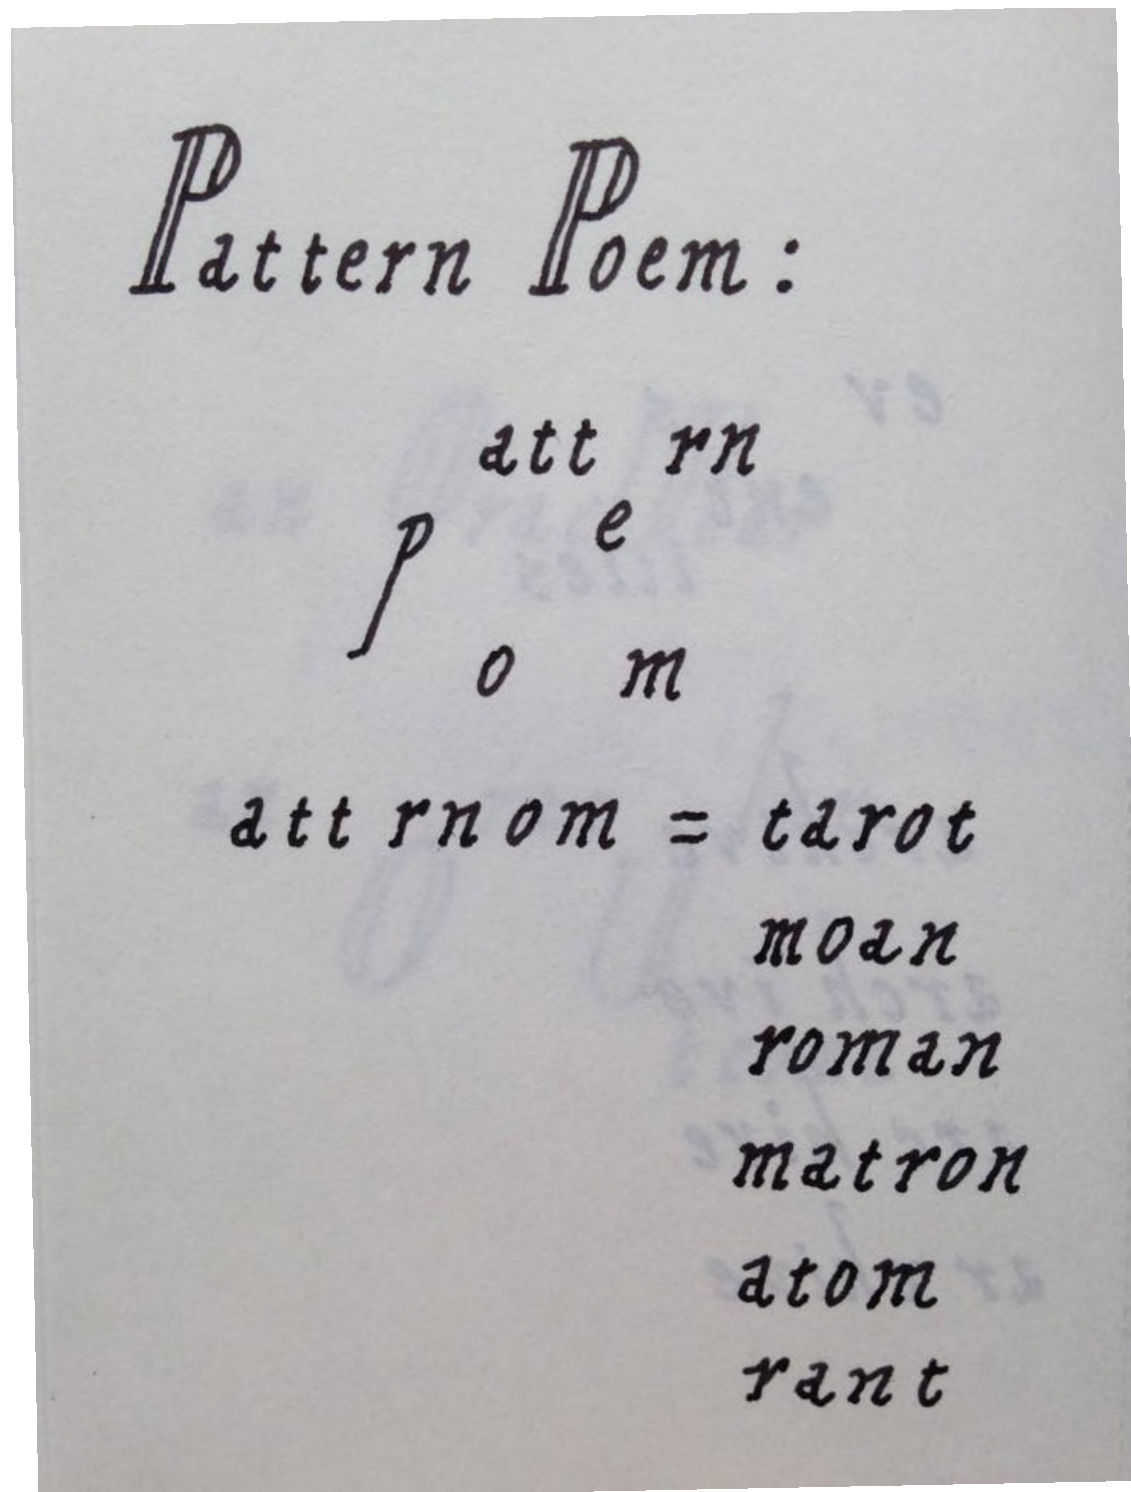 Pattern Poem:
att rn
p e
o m
att rnom = tarot
moan
roman
matron
atom
rant